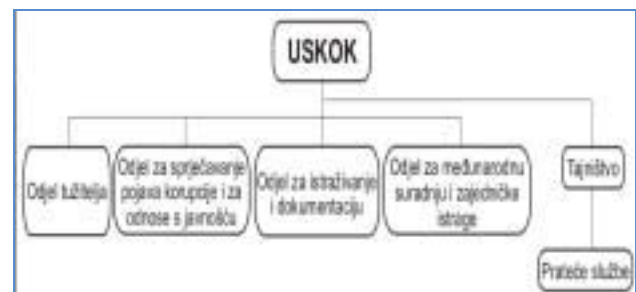 USKOK
Odjel tužitelja
Odjel za sprječavanje
pojava korupcije i za
odnose s javnošću
Odjel za istraživanje
i dokumentaciju
Odjel za međunarodnu
suradnju i zajedničke
istrage
Tajništvo
Prateće službe